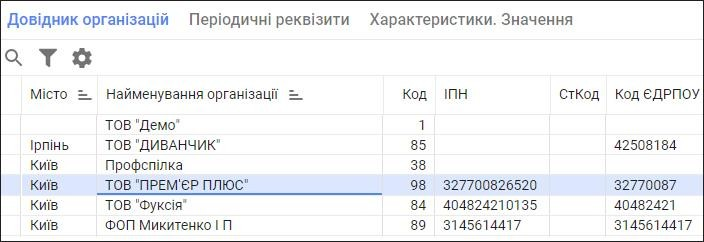 Довідник організацій Періодичні реквізити Характеристики. Значення
Місто Найменування організації Код ІПН СтКод Код ЄДРПОУ
ТОВ "Демо" 1
Ірпінь ТОВ "ДИВАНЧИК" 85 42508184
Київ Профспілка 38
Київ ТОВ "ПРЕМ'ЄР ПЛЮС" 98 327700826520 32770087
Київ ТОВ "Фуксія" 84 404824210135 40482421
Київ ФОП Микитенко І П 89 3145614417 3145614417